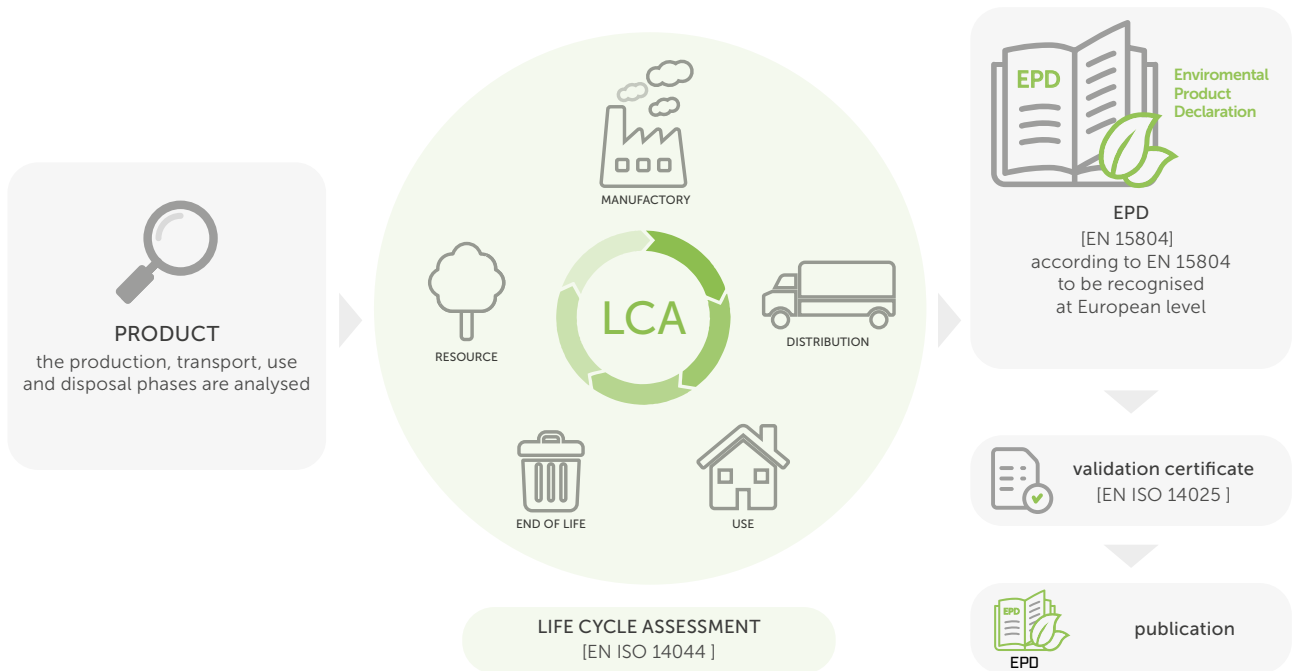 PRODUCT
the production, transport, use
and disposal phases are analysed
MANUFACTORY
RESOURCE
LCA
DISTRIBUTION
END OF LIFE
USE
LIFE CYCLE ASSESSMENT
[EN ISO 14044 ]
EPD
Enviromental
Product
Declaration
EPD
[EN 15804]
according to EN 15804
to be recognised
at European level
validation certificate
[EN ISO 14025 ]
EPD
EPD
publication